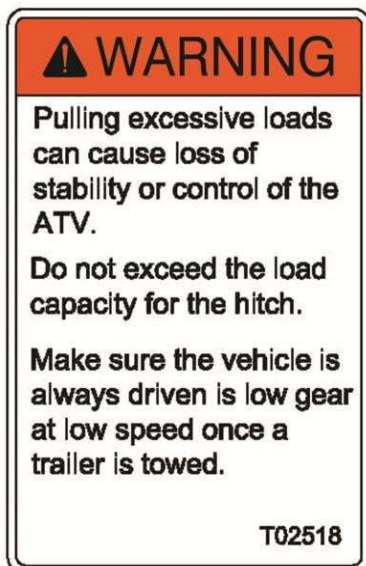 WARNING
Pulling excessive loads
can cause loss of
stability or control of the
ATV.
Do not exceed the load
capacity for the hitch.
Make sure the vehicle is
always driven is low gear
at low speed once a
trailer is towed.
T02518